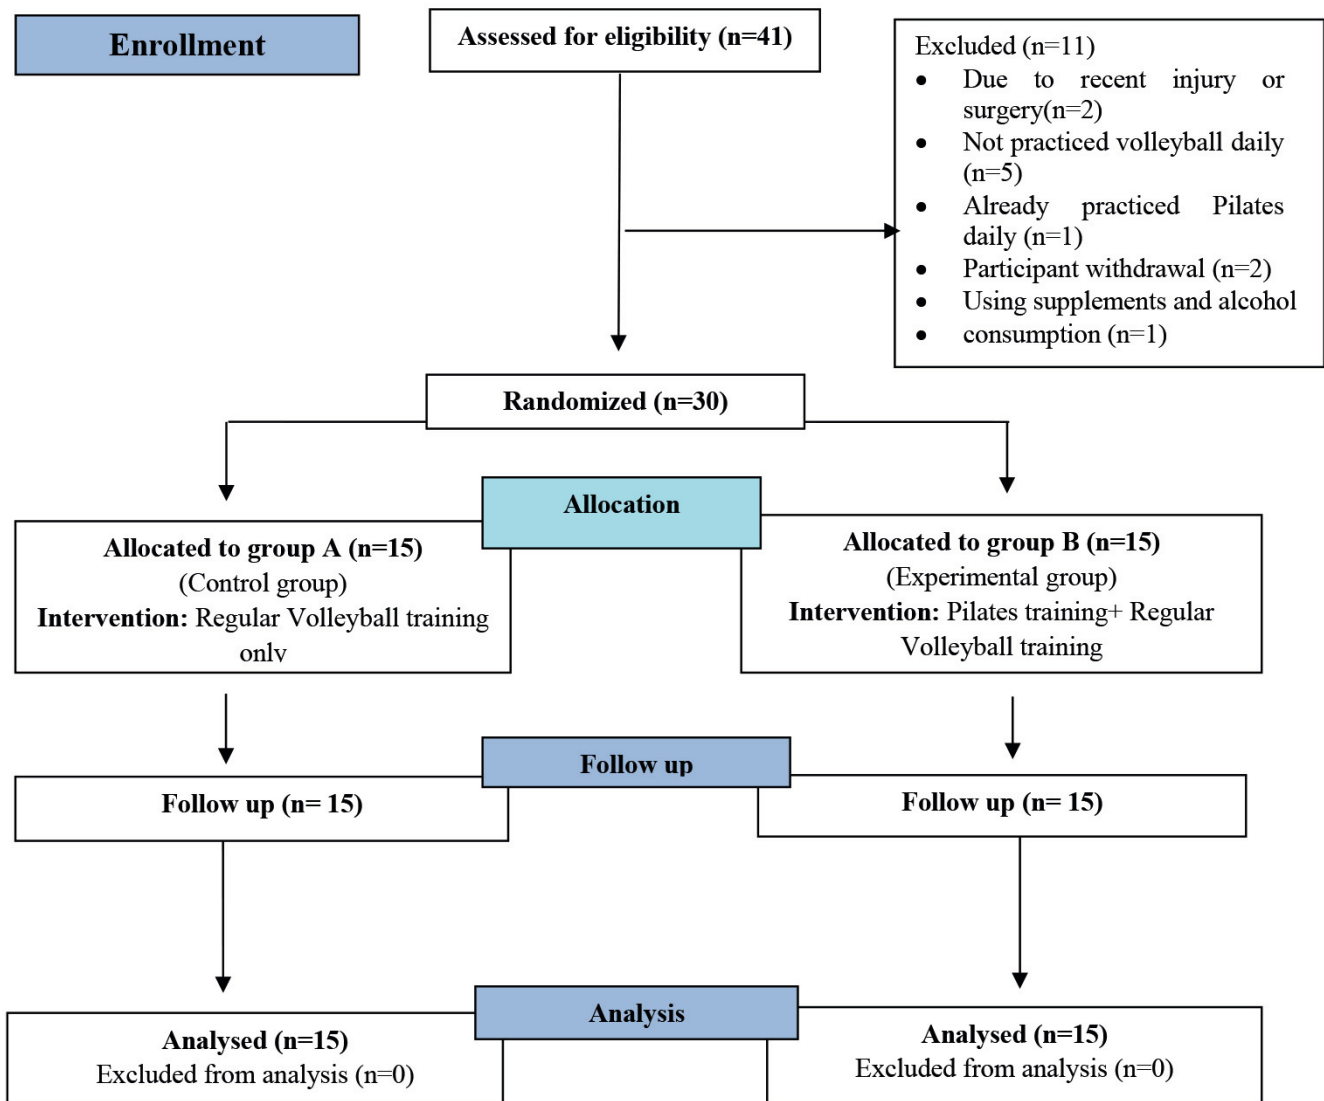 Enrollment
Assessed for eligibility (n=41)
Excluded (n=11)
• Due to recent injury or
surgery(n=2)
• Not practiced volleyball daily
(n=5)
• Already practiced Pilates
daily (n=1)
• Participant withdrawal (n=2)
• Using supplements and alcohol
• consumption (n=1)
Randomized (n=30)
Allocation
Allocated to group A (n=15)
(Control group)
Intervention: Regular Volleyball training
only
Allocated to group B (n=15)
(Experimental group)
Intervention: Pilates training+ Regular
Volleyball training
Follow up
Follow up (n= 15)
Follow up (n= 15)
Analysis
Analysed (n=15)
Excluded from analysis (n=0)
Analysed (n=15)
Excluded from analysis (n=0)